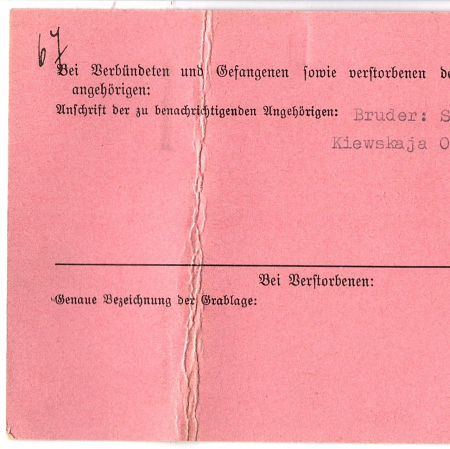 67
Bei Verbündeten und Gefangenen sowie verstorbenen
angehörigen:
Anschrift der zu benachrichtigenden Angehörigen: Bruder:
Kiewskaja
Bei Verstorbenen:
Genaue Bezeichnung der Grablage: